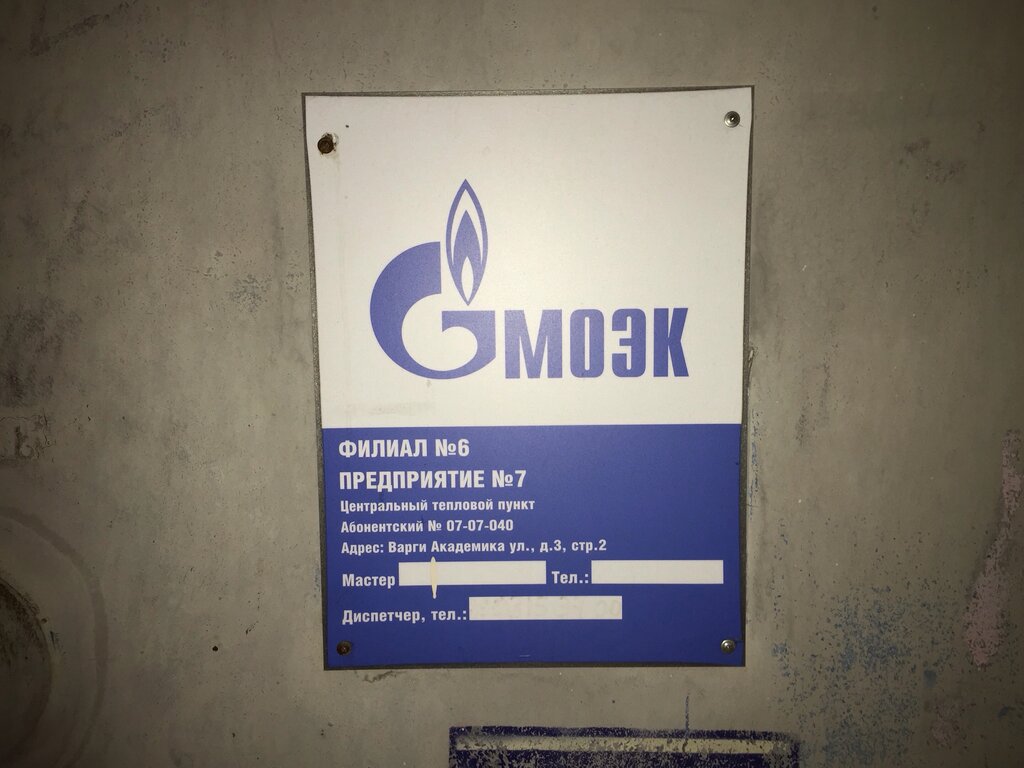 МОЭК
ФИЛИАЛ №6
ПРЕДПРИЯТИЕ №7
Центральный тепловой пункт
Абонентский № 07-07-040
Адрес: Варги Академика ул., д.3, стр.2
Мастер Тел.:
Диспетчер, тел.: